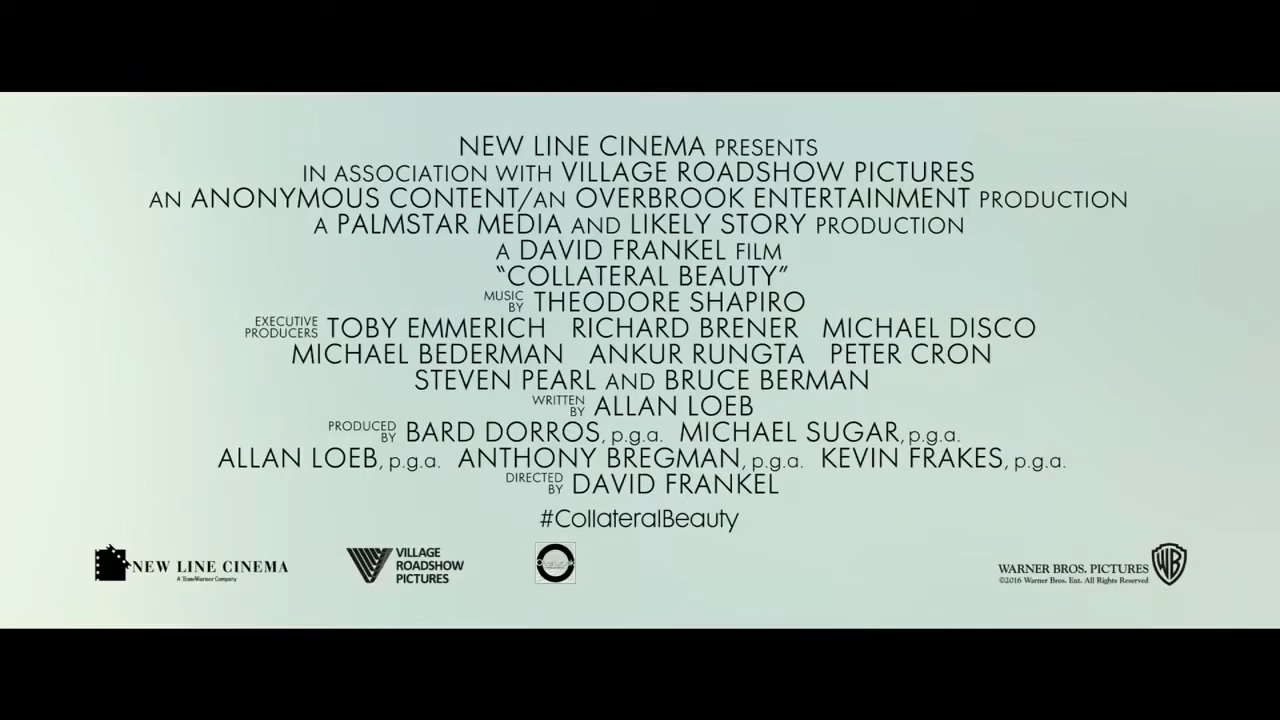 NEW LINE CINEMA PRESENTS
IN ASSOCIATION WITH VILLAGE ROADSHOW PICTURES
AN ANONYMOUS CONTENT/AN OVERBROOK ENTERTAINMENT PRODUCTION
A PALMSTAR MEDIA AND LIKELY STORY PRODUCTION
A DAVID FRANKEL FILM
“COLLATERAL BEAUTY”
MUSIC BY THEODORE SHAPIRO
EXECUTIVE PRODUCERS TOBY EMMERICH RICHARD BRENER MICHAEL DISCO
MICHAEL BEDERMAN ANKUR RUNGTA PETER CRON
STEVEN PEARL AND BRUCE BERMAN
WRITTEN BY ALLAN LOEB
PRODUCED BY BARD DORROS, p.g.a. MICHAEL SUGAR, p.g.a.
ALLAN LOEB, p.g.a. ANTHONY BREGMAN, p.g.a. KEVIN FRAKES, p.g.a.
DIRECTED BY DAVID FRANKEL
#CollateralBeauty
NEW LINE CINEMA
A TimeWarner Company
VILLAGE
ROADSHOW
PICTURES
WARNER BROS. PICTURES
©2016 Warner Bros. Ent. All Rights Reserved
WB